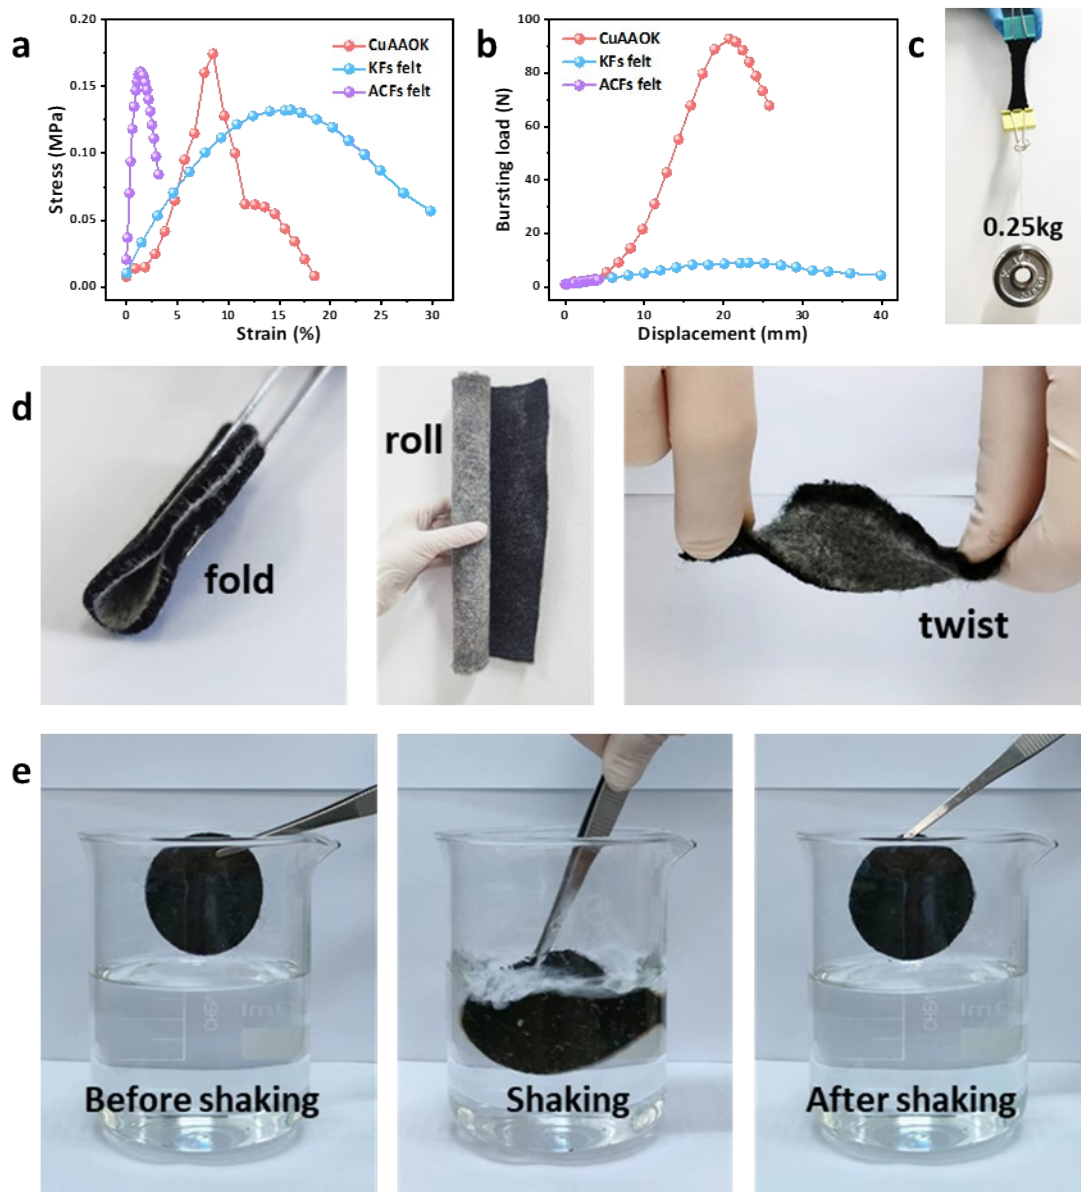 a
0.20
0.15
0.10
0.05
0.00
Stress (MPa)
CuAAOK
KFs felt
ACFs felt
0 5 10 15 20 25 30
Strain (%)
b
100
80
60
40
20
0
Bursting load (N)
CuAAOK
KFs felt
ACFs felt
0 10 20 30 40
Displacement (mm)
c
0.25kg
d
fold
roll
twist
e
Before shaking
Shaking
After shaking